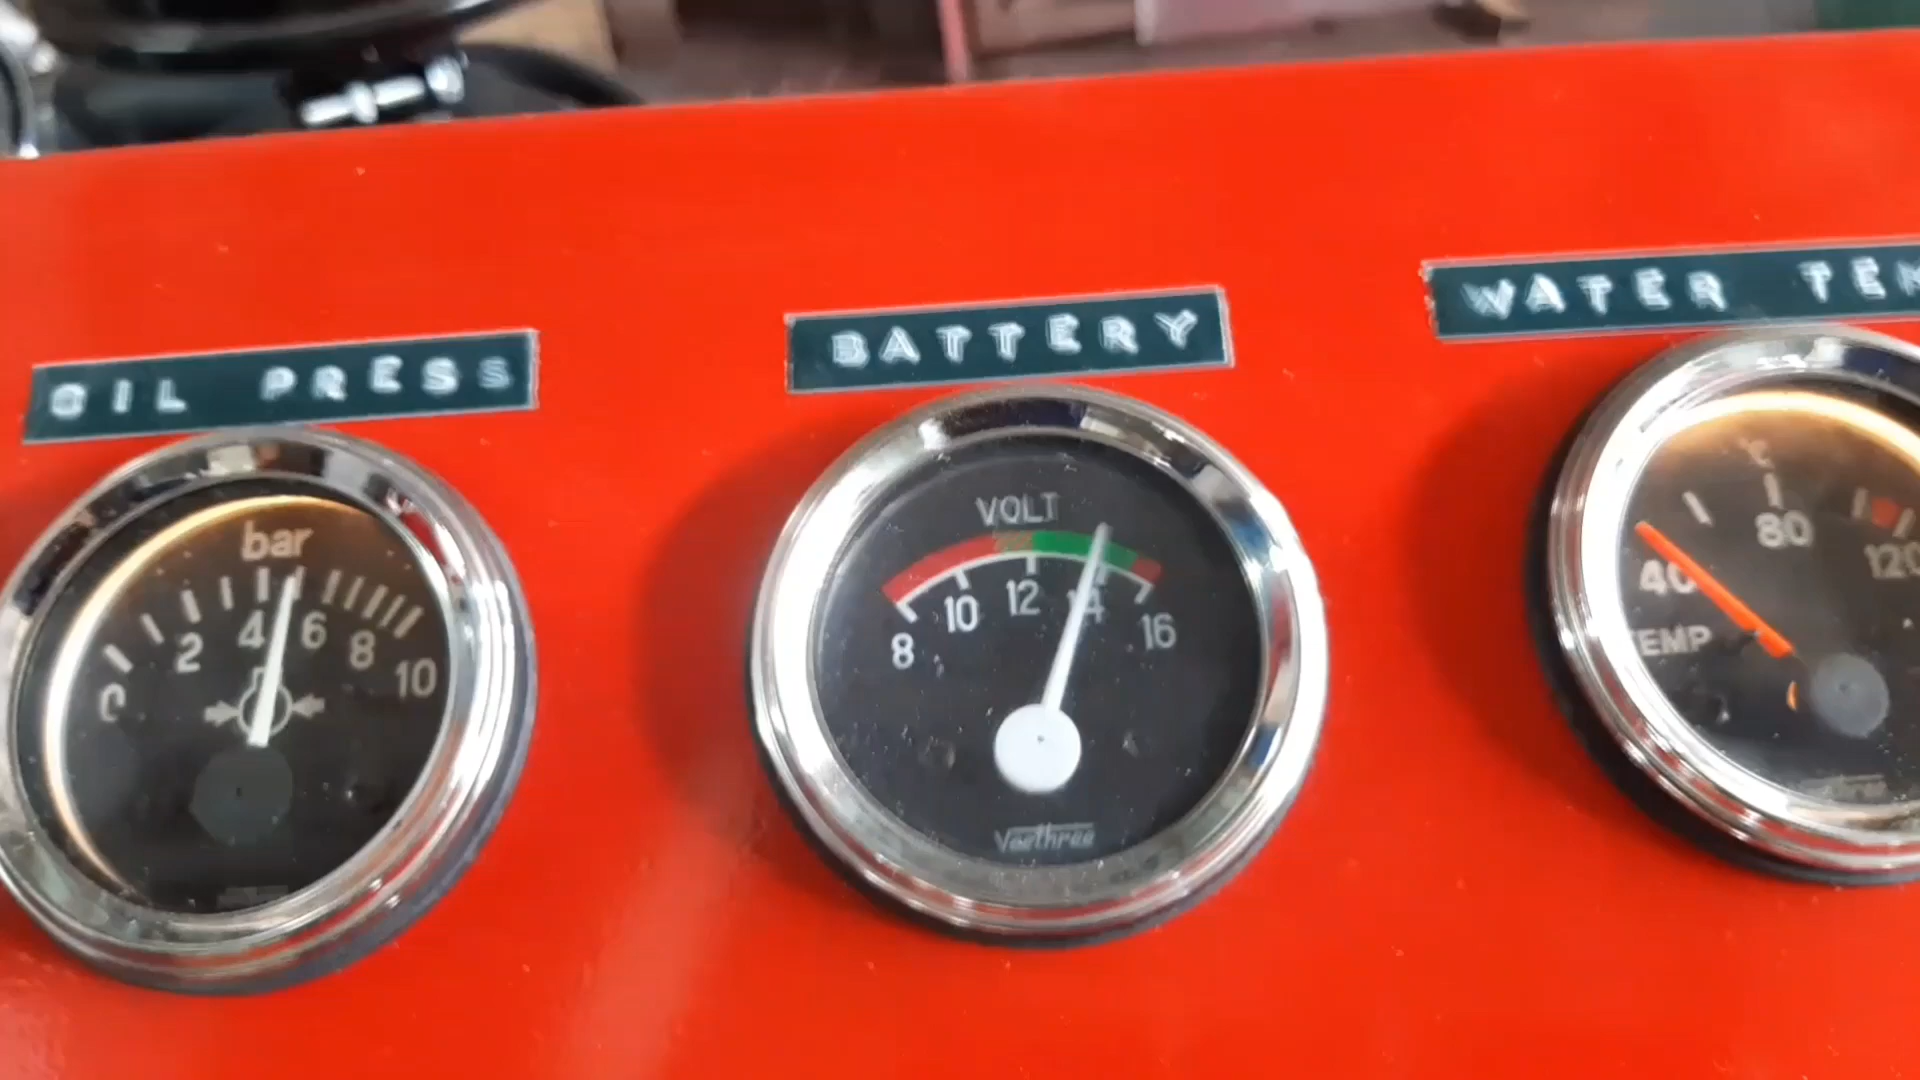 OIL PRESS
BATTERY
WATER TEM
bar
0 2 4 6 8 10
VOLT
8 10 12 14 16
Veethree
°C
40 80 120
TEMP